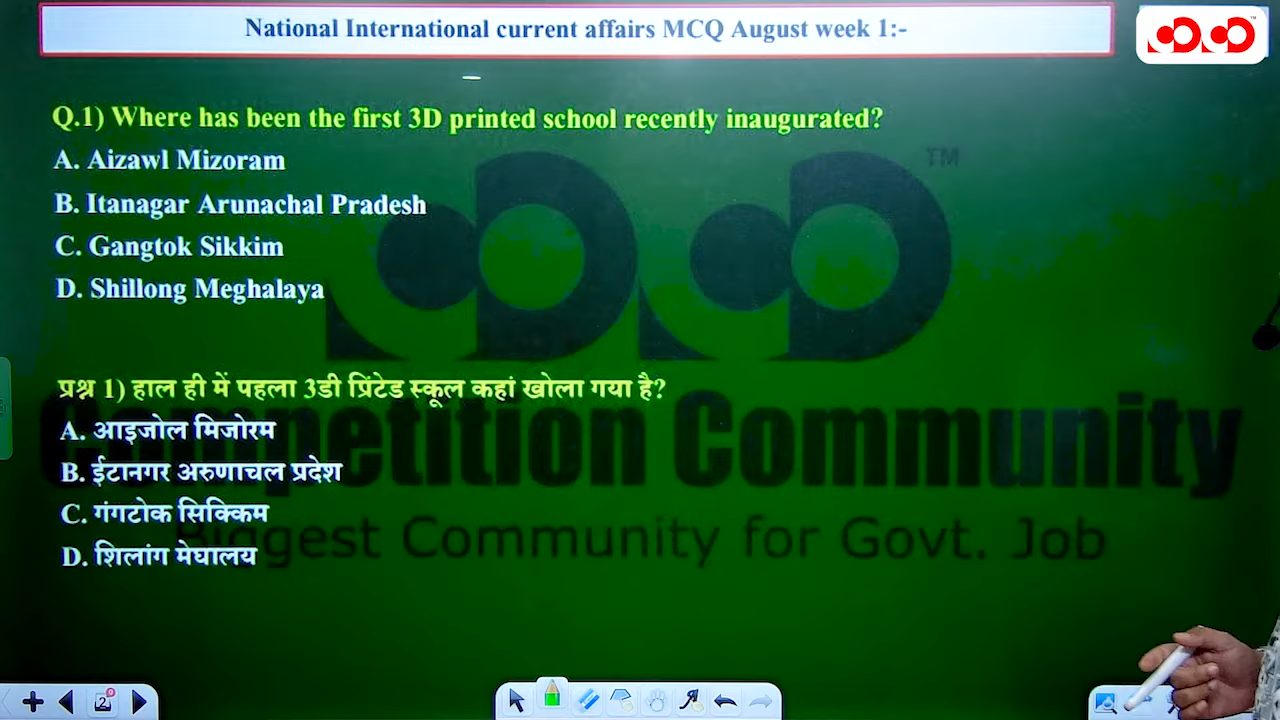 National International current affairs MCQ August week 1:-
Q.1) Where has been the first 3D printed school recently inaugurated?
A. Aizawl Mizoram
B. Itanagar Arunachal Pradesh
C. Gangtok Sikkim
D. Shillong Meghalaya
TM
प्रश्न 1) हाल ही में पहला 3डी प्रिंटेड स्कूल कहां खोला गया है?
A. आइजोल मिजोरम
B. ईटानगर अरुणाचल प्रदेश
C. गंगटोक सिक्किम
D. शिलांग मेघालय
Competition Community
Biggest Community for Govt. Job
2